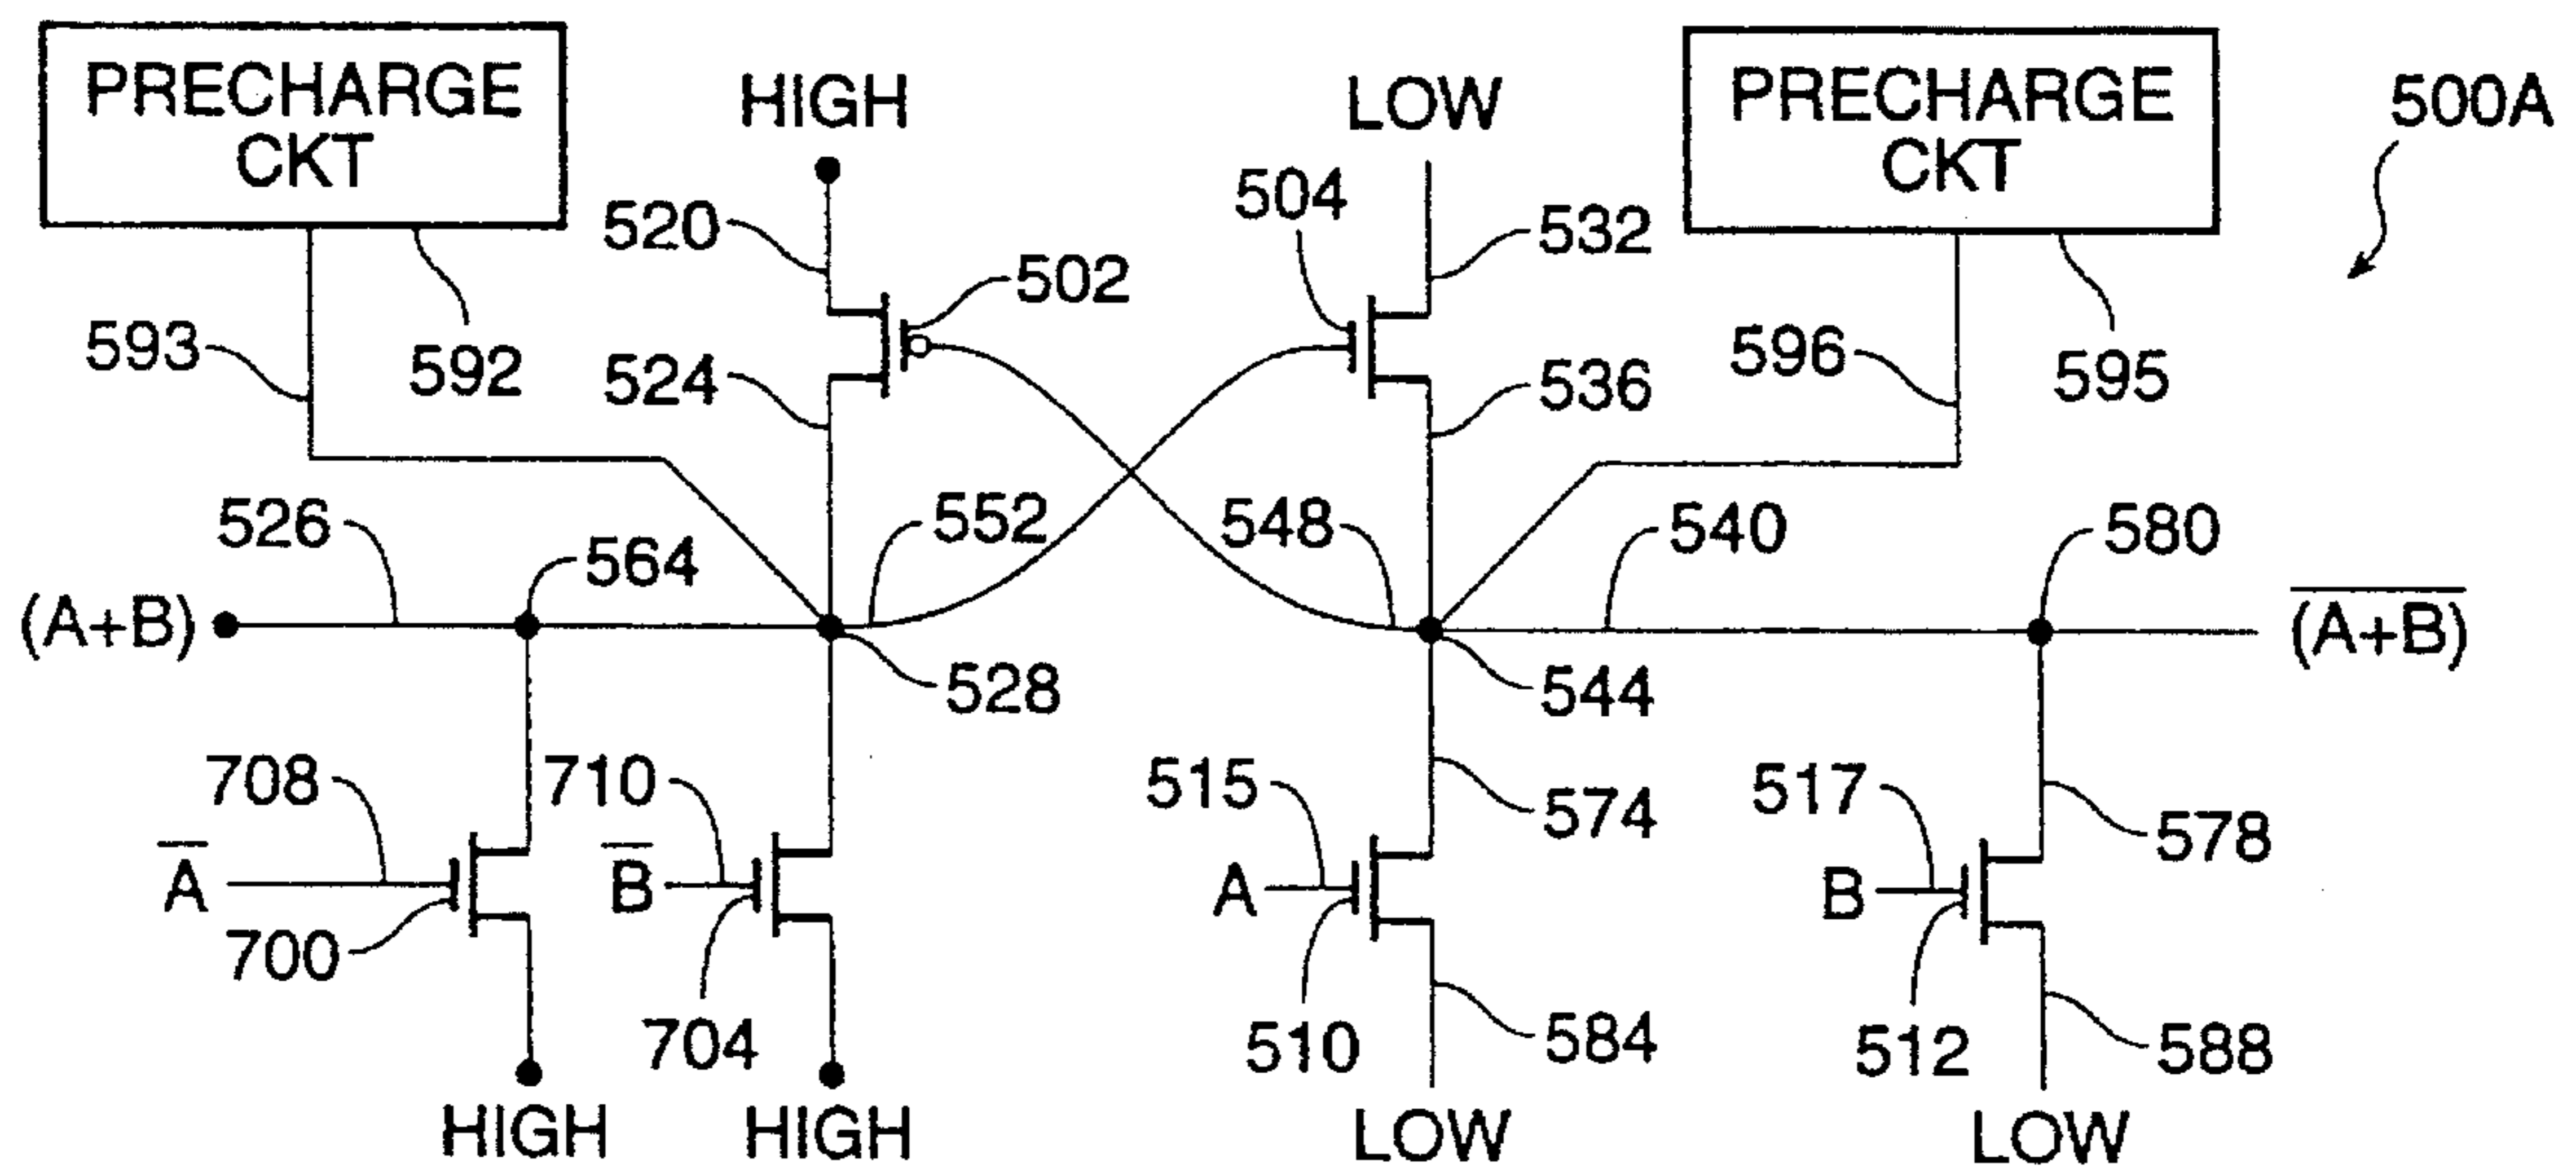 PRECHARGE
CKT
HIGH
LOW
PRECHARGE
CKT
500A
520
504
532
502
593
592
524
596
595
536
526
564
552
548
540
580
(A+B)
528
544
(A̅+̅B̅)
708
710
515
574
517
578
A̅
B̅
A
B
700
704
510
584
512
588
HIGH
HIGH
LOW
LOW